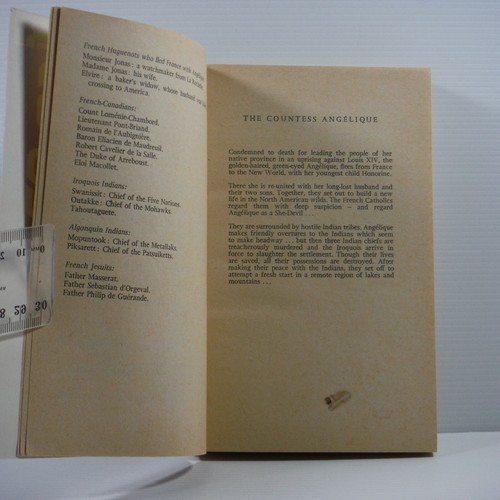 French Huguenots who fled France with Angélique
Monsieur Jonas: a watchmaker from La Rochelle.
Madame Jonas: his wife.
Elvire: a baker's widow, whose husband was
crossing to America.
French-Canadians:
Count Loménie-Chambord.
Lieutenant Pont-Briand.
Romain de l'Aubignière.
Baron Eliacien de Maudreuil.
Robert Cavelier de la Salle.
The Duke of Arreboust.
Eloi Macollet.
Iroquois Indians:
Swanissit: Chief of the Five Nations.
Outakke: Chief of the Mohawks.
Tahoutaguete.
Algonquin Indians:
Mopuntook: Chief of the Metallaks.
Piksarett: Chief of the Patsuiketts.
French Jesuits:
Father Masserat.
Father Sebastian d'Orgeval.
Father Philip de Guérande.
THE COUNTESS ANGÉLIQUE
Condemned to death for leading the people of her
native province in an uprising against Louis XIV, the
golden-haired, green-eyed Angélique, flees from France
to the New World, with her youngest child Honorine.
There she is re-united with her long-lost husband and
their two sons. Together, they set out to build a new
life in the North American wilds. The French Catholics
regard them with deep suspicion – and regard
Angélique as a She-Devil . . .
They are surrounded by hostile Indian tribes. Angélique
makes friendly overtures to the Indians which seem
to make headway . . . but then three Indian chiefs are
treacherously murdered and the Iroquois arrive in
force to slaughter the settlement. Though their lives
are saved, all their possessions are destroyed. After
making their peace with the Indians, they set off to
attempt a fresh start in a remote region of lakes and
mountains . . .
10
30
29